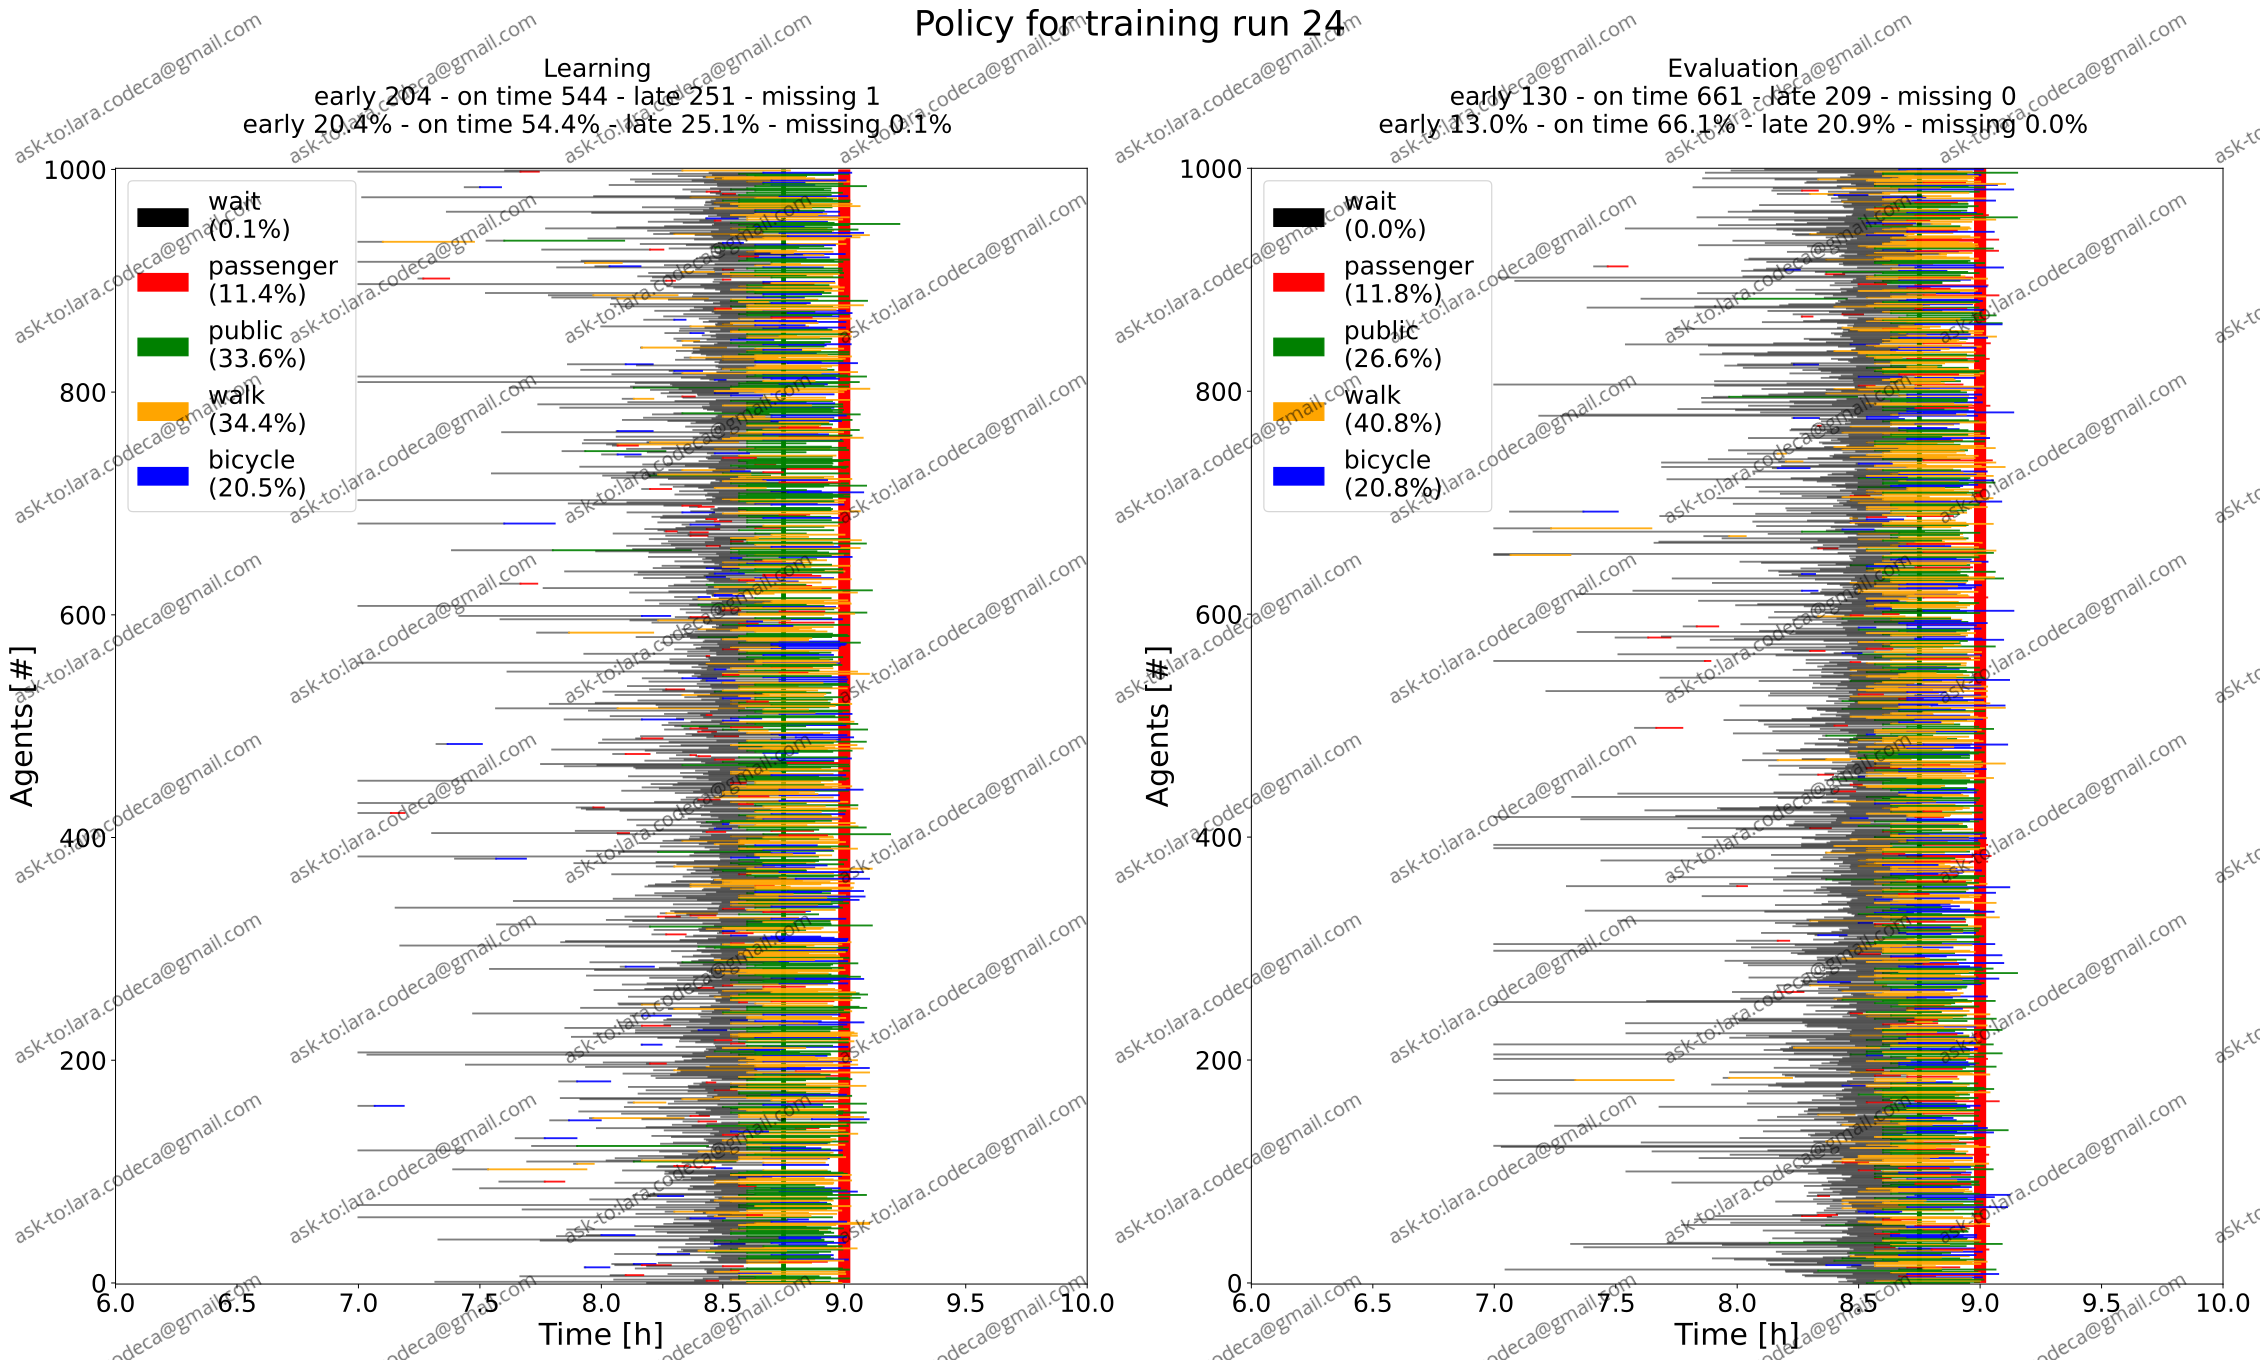 Policy for training run 24
Learning
early 204 - on time 544 - late 251 - missing 1
early 20.4% - on time 54.4% - late 25.1% - missing 0.1%
1000
800
600
400
200
0
Agents [#]
wait
(0.1%)
passenger
(11.4%)
public
(33.6%)
walk
(34.4%)
bicycle
(20.5%)
6.0 6.5 7.0 7.5 8.0 8.5 9.0 9.5 10.0
Time [h]
Evaluation
early 130 - on time 661 - late 209 - missing 0
early 13.0% - on time 66.1% - late 20.9% - missing 0.0%
1000
800
600
400
200
0
Agents [#]
wait
(0.0%)
passenger
(11.8%)
public
(26.6%)
walk
(40.8%)
bicycle
(20.8%)
6.0 6.5 7.0 7.5 8.0 8.5 9.0 9.5 10.0
Time [h]
ask-to:lara.codeca@gmail.com